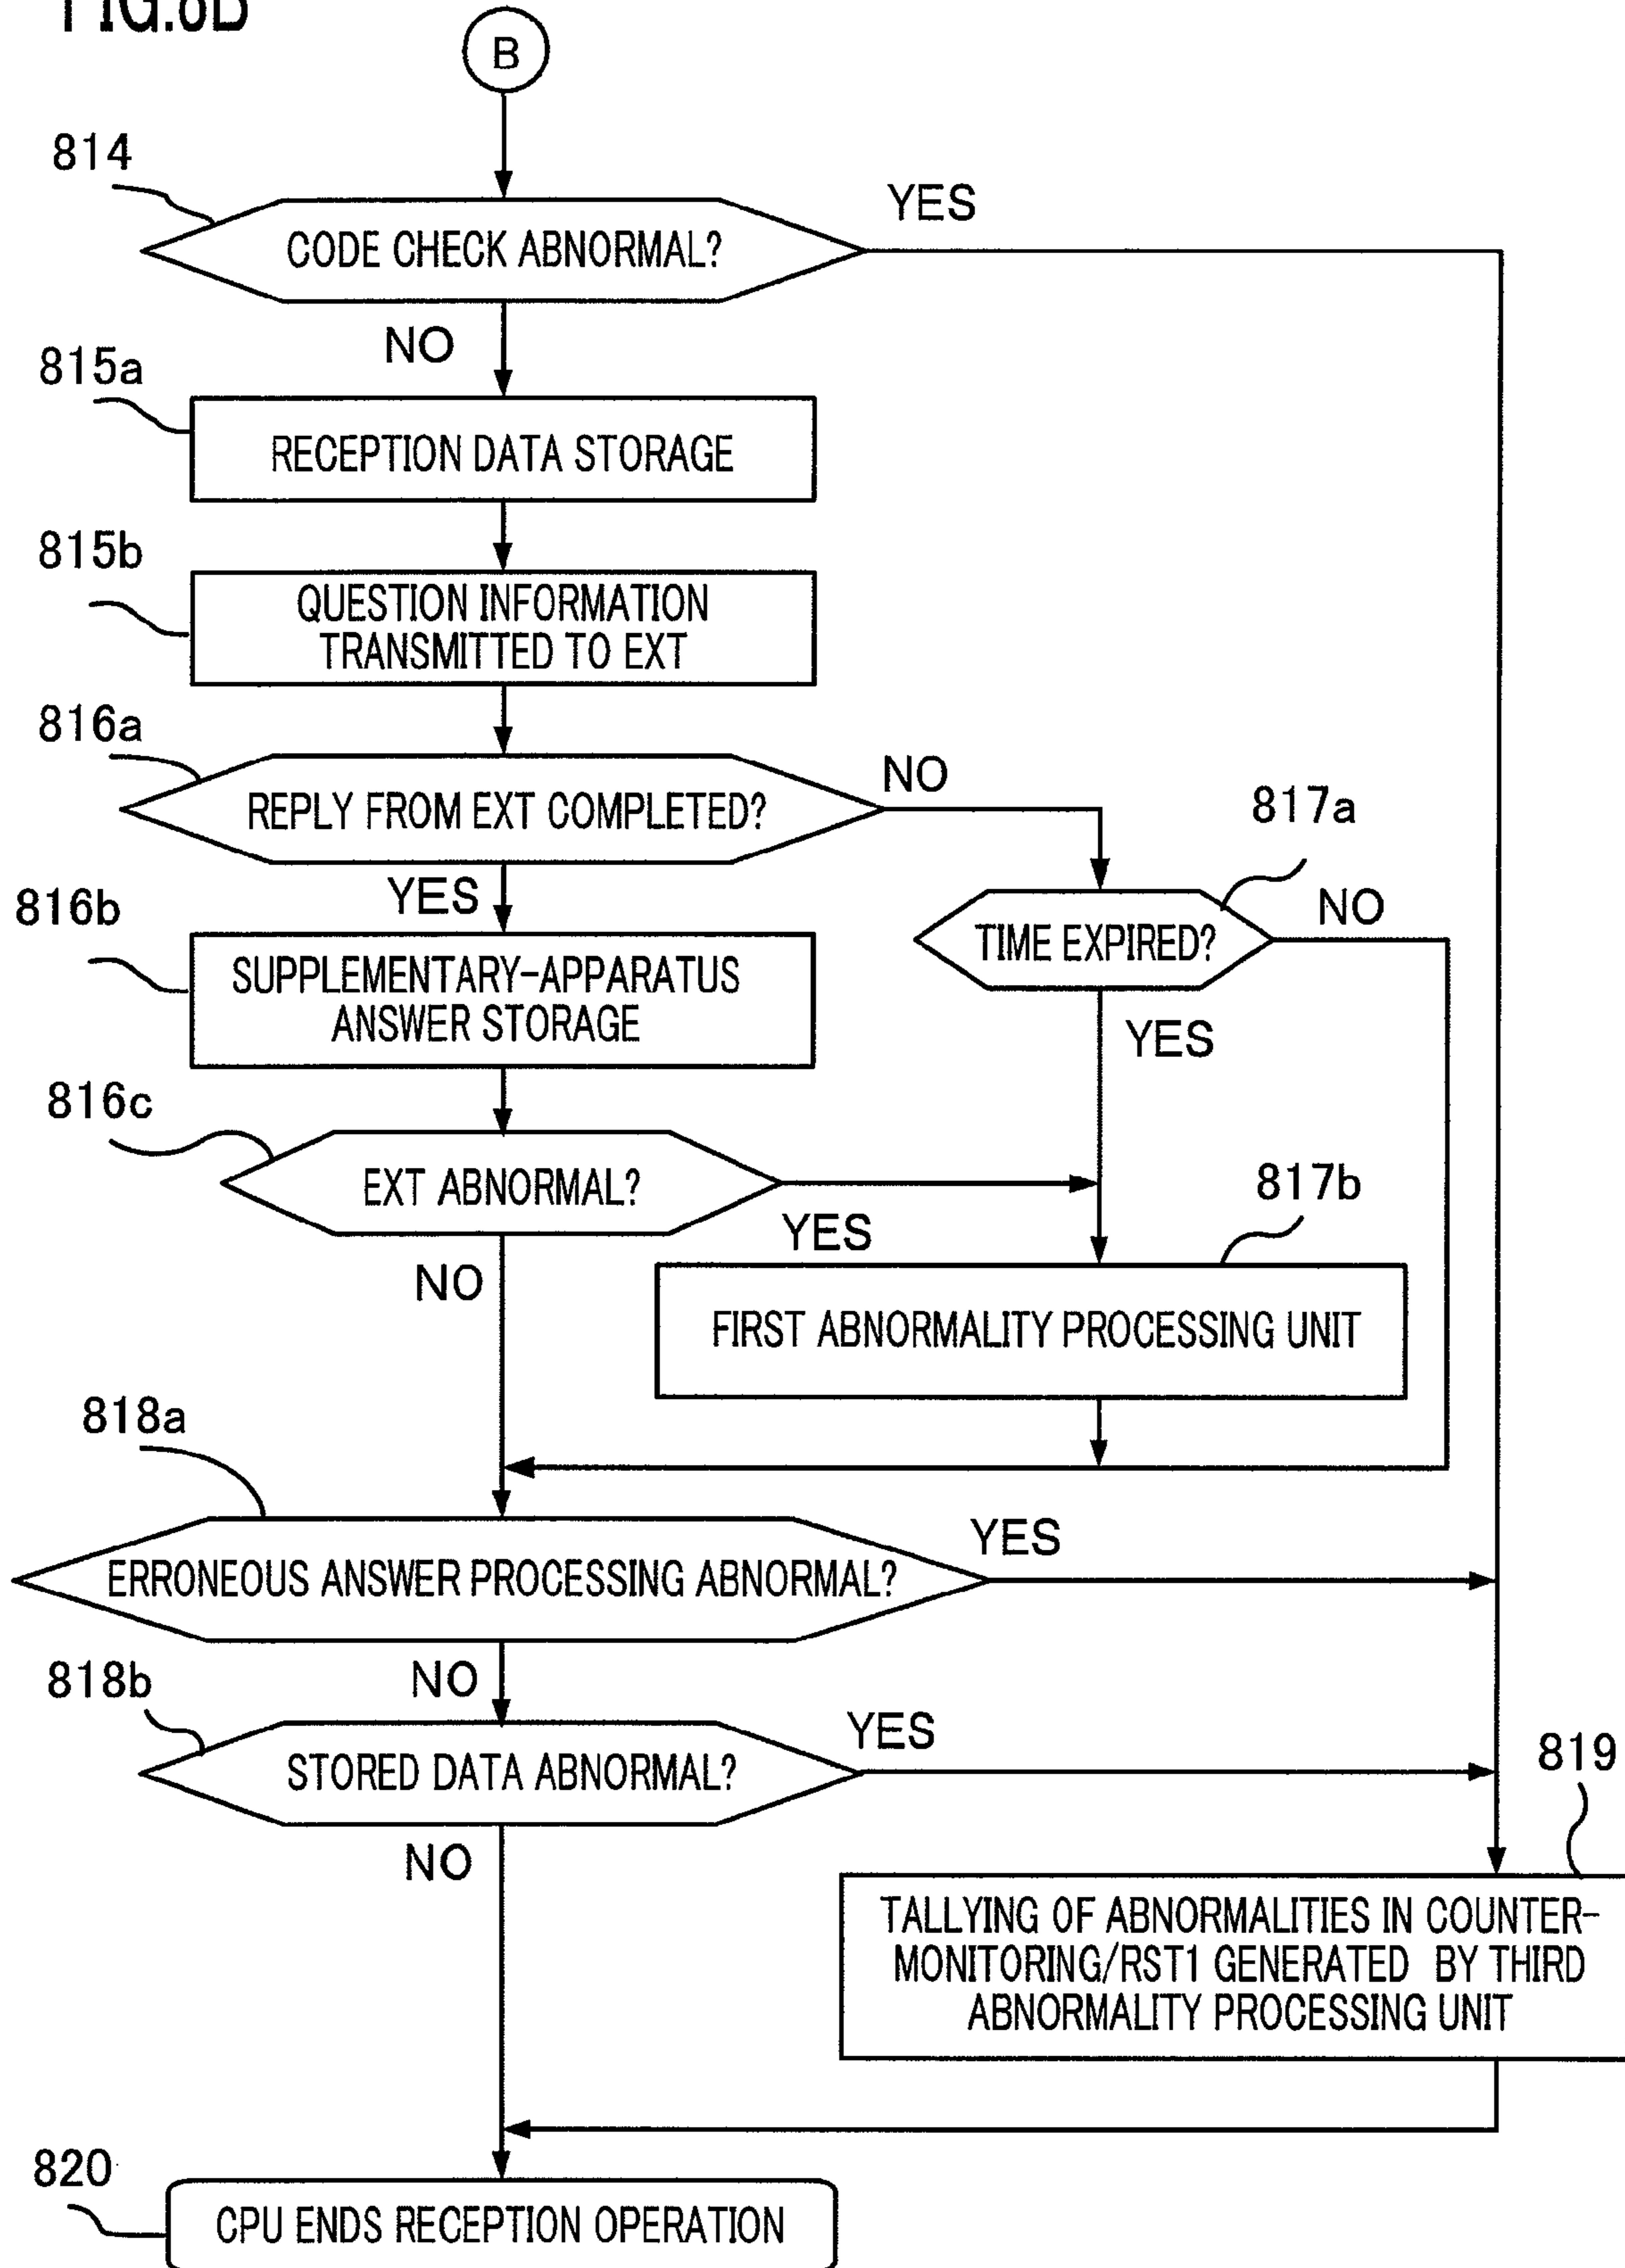 FIG.8B
B
814
CODE CHECK ABNORMAL?
YES
NO
815a
RECEPTION DATA STORAGE
815b
QUESTION INFORMATION
TRANSMITTED TO EXT
816a
REPLY FROM EXT COMPLETED?
NO
YES
817a
TIME EXPIRED?
NO
YES
816b
SUPPLEMENTARY-APPARATUS
ANSWER STORAGE
816c
EXT ABNORMAL?
YES
NO
817b
FIRST ABNORMALITY PROCESSING UNIT
818a
ERRONEOUS ANSWER PROCESSING ABNORMAL?
YES
NO
818b
STORED DATA ABNORMAL?
YES
NO
819
TALLYING OF ABNORMALITIES IN COUNTER-
MONITORING/RST1 GENERATED BY THIRD
ABNORMALITY PROCESSING UNIT
820
CPU ENDS RECEPTION OPERATION